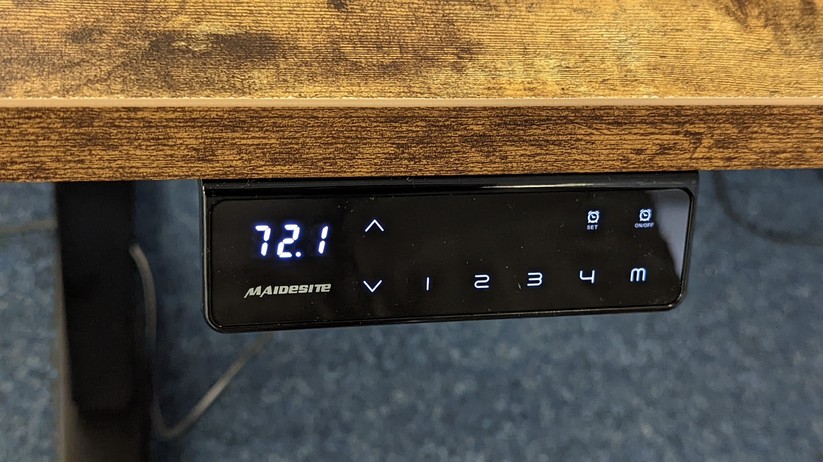 72.1
SET
ON/OFF
MAIDESITE
1 2 3 4 M